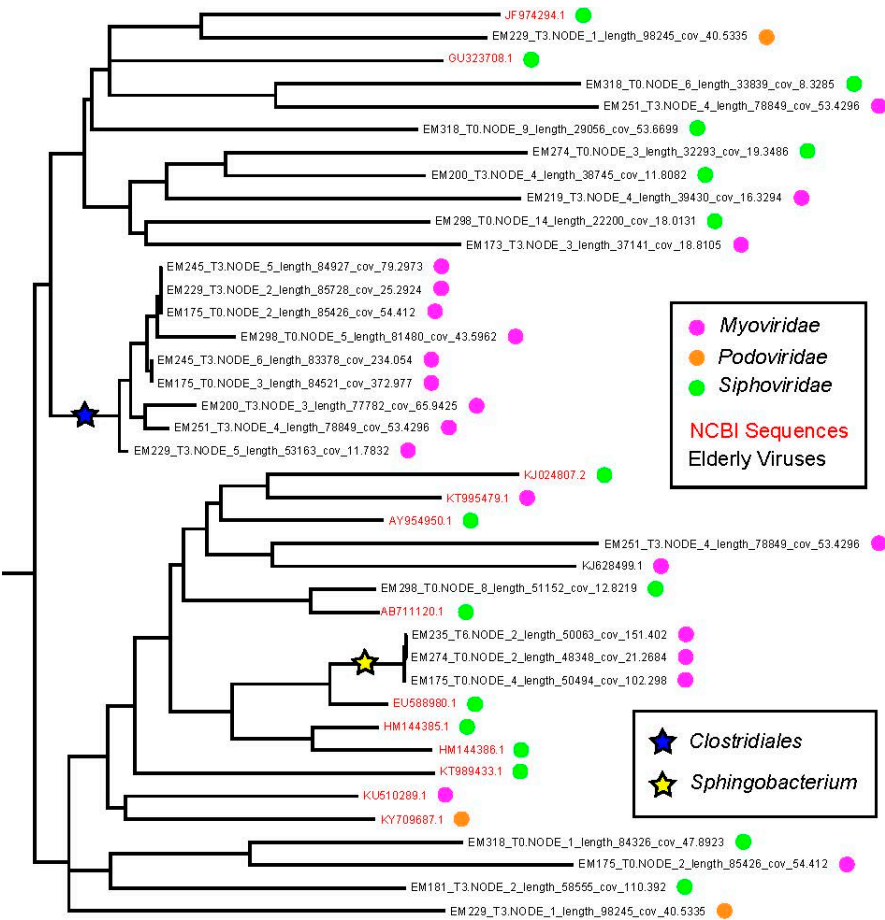 JF974294.1
EM229_T3.NODE_1_length_98245_cov_40.5335
GU323708.1
EM318_T0.NODE_6_length_33839_cov_8.3285
EM251_T3.NODE_4_length_78849_cov_53.4296
EM318_T0.NODE_9_length_29056_cov_53.6699
EM274_T0.NODE_3_length_32293_cov_19.3486
EM200_T3.NODE_4_length_38745_cov_11.8082
EM219_T3.NODE_4_length_39430_cov_16.3294
EM298_T0.NODE_14_length_22200_cov_18.0131
EM173_T3.NODE_3_length_37141_cov_18.8105
EM245_T3.NODE_5_length_84927_cov_79.2973
EM229_T3.NODE_2_length_85728_cov_25.2924
EM175_T0.NODE_2_length_85426_cov_54.412
EM298_T0.NODE_5_length_81480_cov_43.5962
EM245_T3.NODE_6_length_83378_cov_234.054
EM175_T0.NODE_3_length_84521_cov_372.977
EM200_T3.NODE_3_length_77782_cov_65.9425
EM251_T3.NODE_4_length_78849_cov_53.4296
EM229_T3.NODE_5_length_53163_cov_11.7832
Myoviridae
Podoviridae
Siphoviridae
NCBI Sequences
Elderly Viruses
KJ024807.2
KT995479.1
AY954950.1
EM251_T3.NODE_4_length_78849_cov_53.4296
KJ628499.1
EM298_T0.NODE_8_length_51152_cov_12.8219
AB711120.1
EM235_T6.NODE_2_length_50063_cov_151.402
EM274_T0.NODE_2_length_48348_cov_21.2684
EM175_T0.NODE_4_length_50494_cov_102.298
EU588980.1
HM144385.1
HM144386.1
KT989433.1
KU510289.1
KY709687.1
Clostridiales
Sphingobacterium
EM318_T0.NODE_1_length_84326_cov_47.8923
EM175_T0.NODE_2_length_85426_cov_54.412
EM181_T3.NODE_2_length_58555_cov_110.392
EM229_T3.NODE_1_length_98245_cov_40.5335